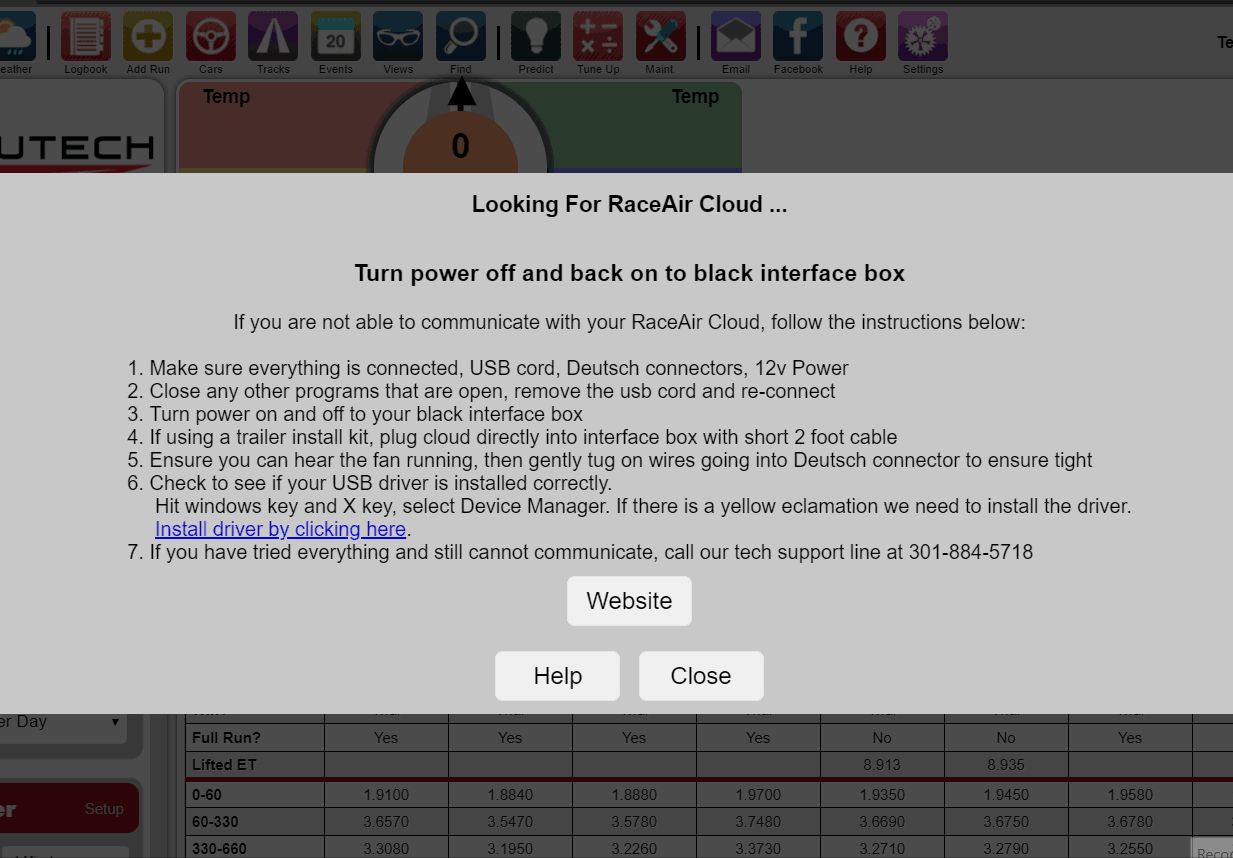 eather Logbook Add Run Cars Tracks Events Views Find Predict Tune Up Maint. Email Facebook Help Settings
20
Te
Temp Temp
0
UTECH
Looking For RaceAir Cloud ...
Turn power off and back on to black interface box
If you are not able to communicate with your RaceAir Cloud, follow the instructions below:
1. Make sure everything is connected, USB cord, Deutsch connectors, 12v Power
2. Close any other programs that are open, remove the usb cord and re-connect
3. Turn power on and off to your black interface box
4. If using a trailer install kit, plug cloud directly into interface box with short 2 foot cable
5. Ensure you can hear the fan running, then gently tug on wires going into Deutsch connector to ensure tight
6. Check to see if your USB driver is installed correctly.
Hit windows key and X key, select Device Manager. If there is a yellow eclamation we need to install the driver.
Install driver by clicking here.
7. If you have tried everything and still cannot communicate, call our tech support line at 301-884-5718
Website
Help Close
er Day
Full Run? Yes Yes Yes Yes No No Yes
Lifted ET 8.913 8.935
er Setup
0-60 1.9100 1.8840 1.8880 1.9700 1.9350 1.9450 1.9580
60-330 3.6570 3.5470 3.5780 3.7480 3.6690 3.6750 3.6780
330-660 3.3080 3.1950 3.2260 3.3730 3.2710 3.2790 3.2550
Recor